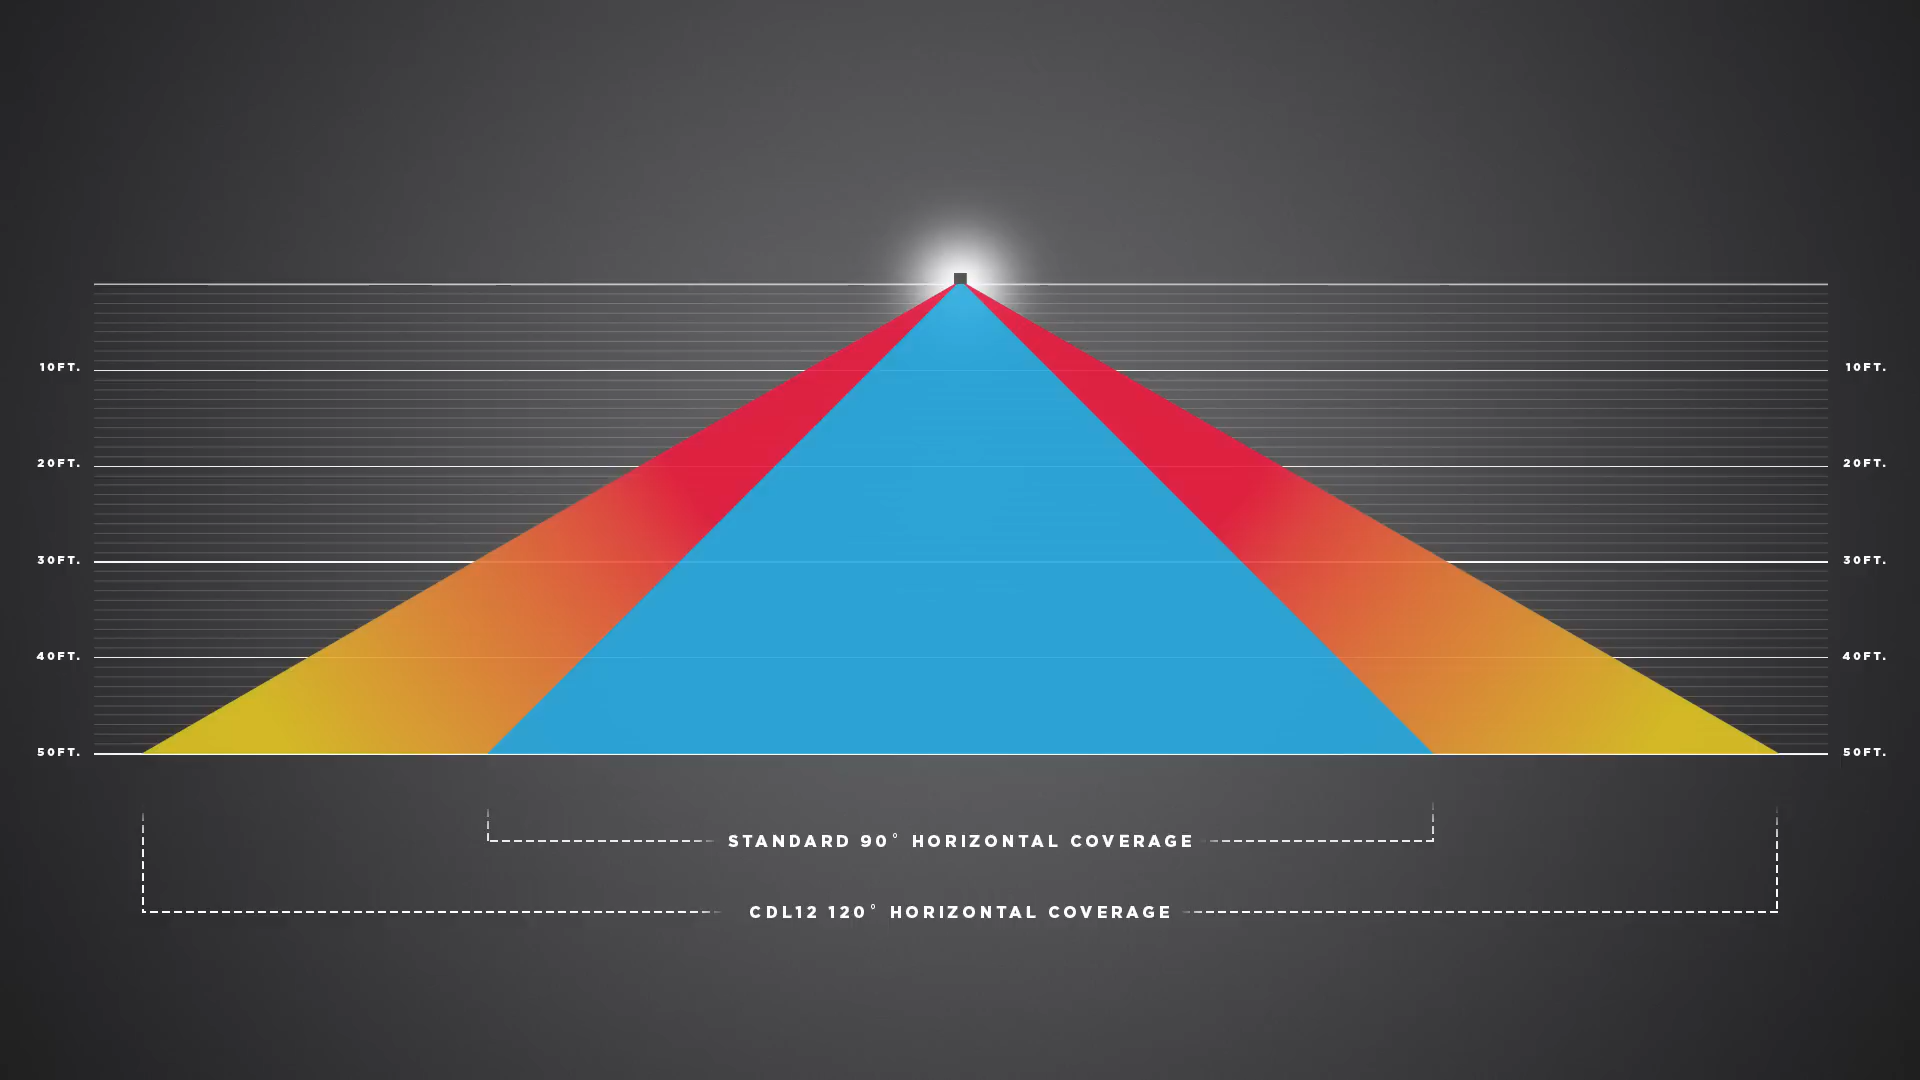 10FT. 10FT.
20FT. 20FT.
30FT. 30FT.
40FT. 40FT.
50FT. 50FT.
STANDARD 90° HORIZONTAL COVERAGE
CDL12 120° HORIZONTAL COVERAGE